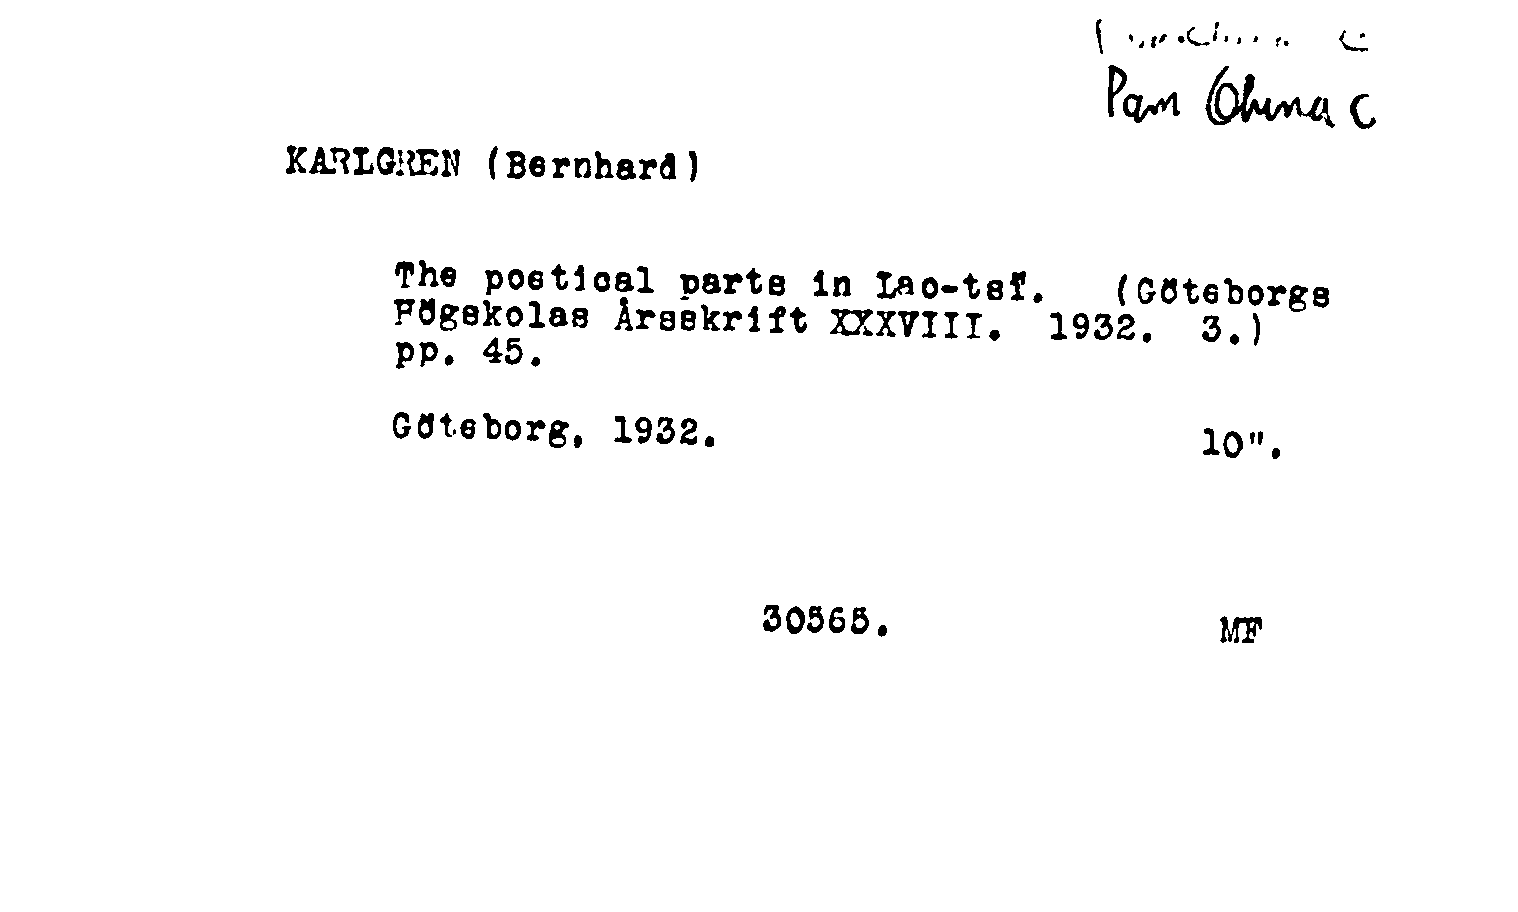 Pam China C
KARLGREN (Bernhard)
The poetical parts in Lao-tsï. (Göteborgs
Högskolas Årsskrift XXXVIII. 1932. 3.)
pp. 45.
Göteborg, 1932. 10".
30565. MF